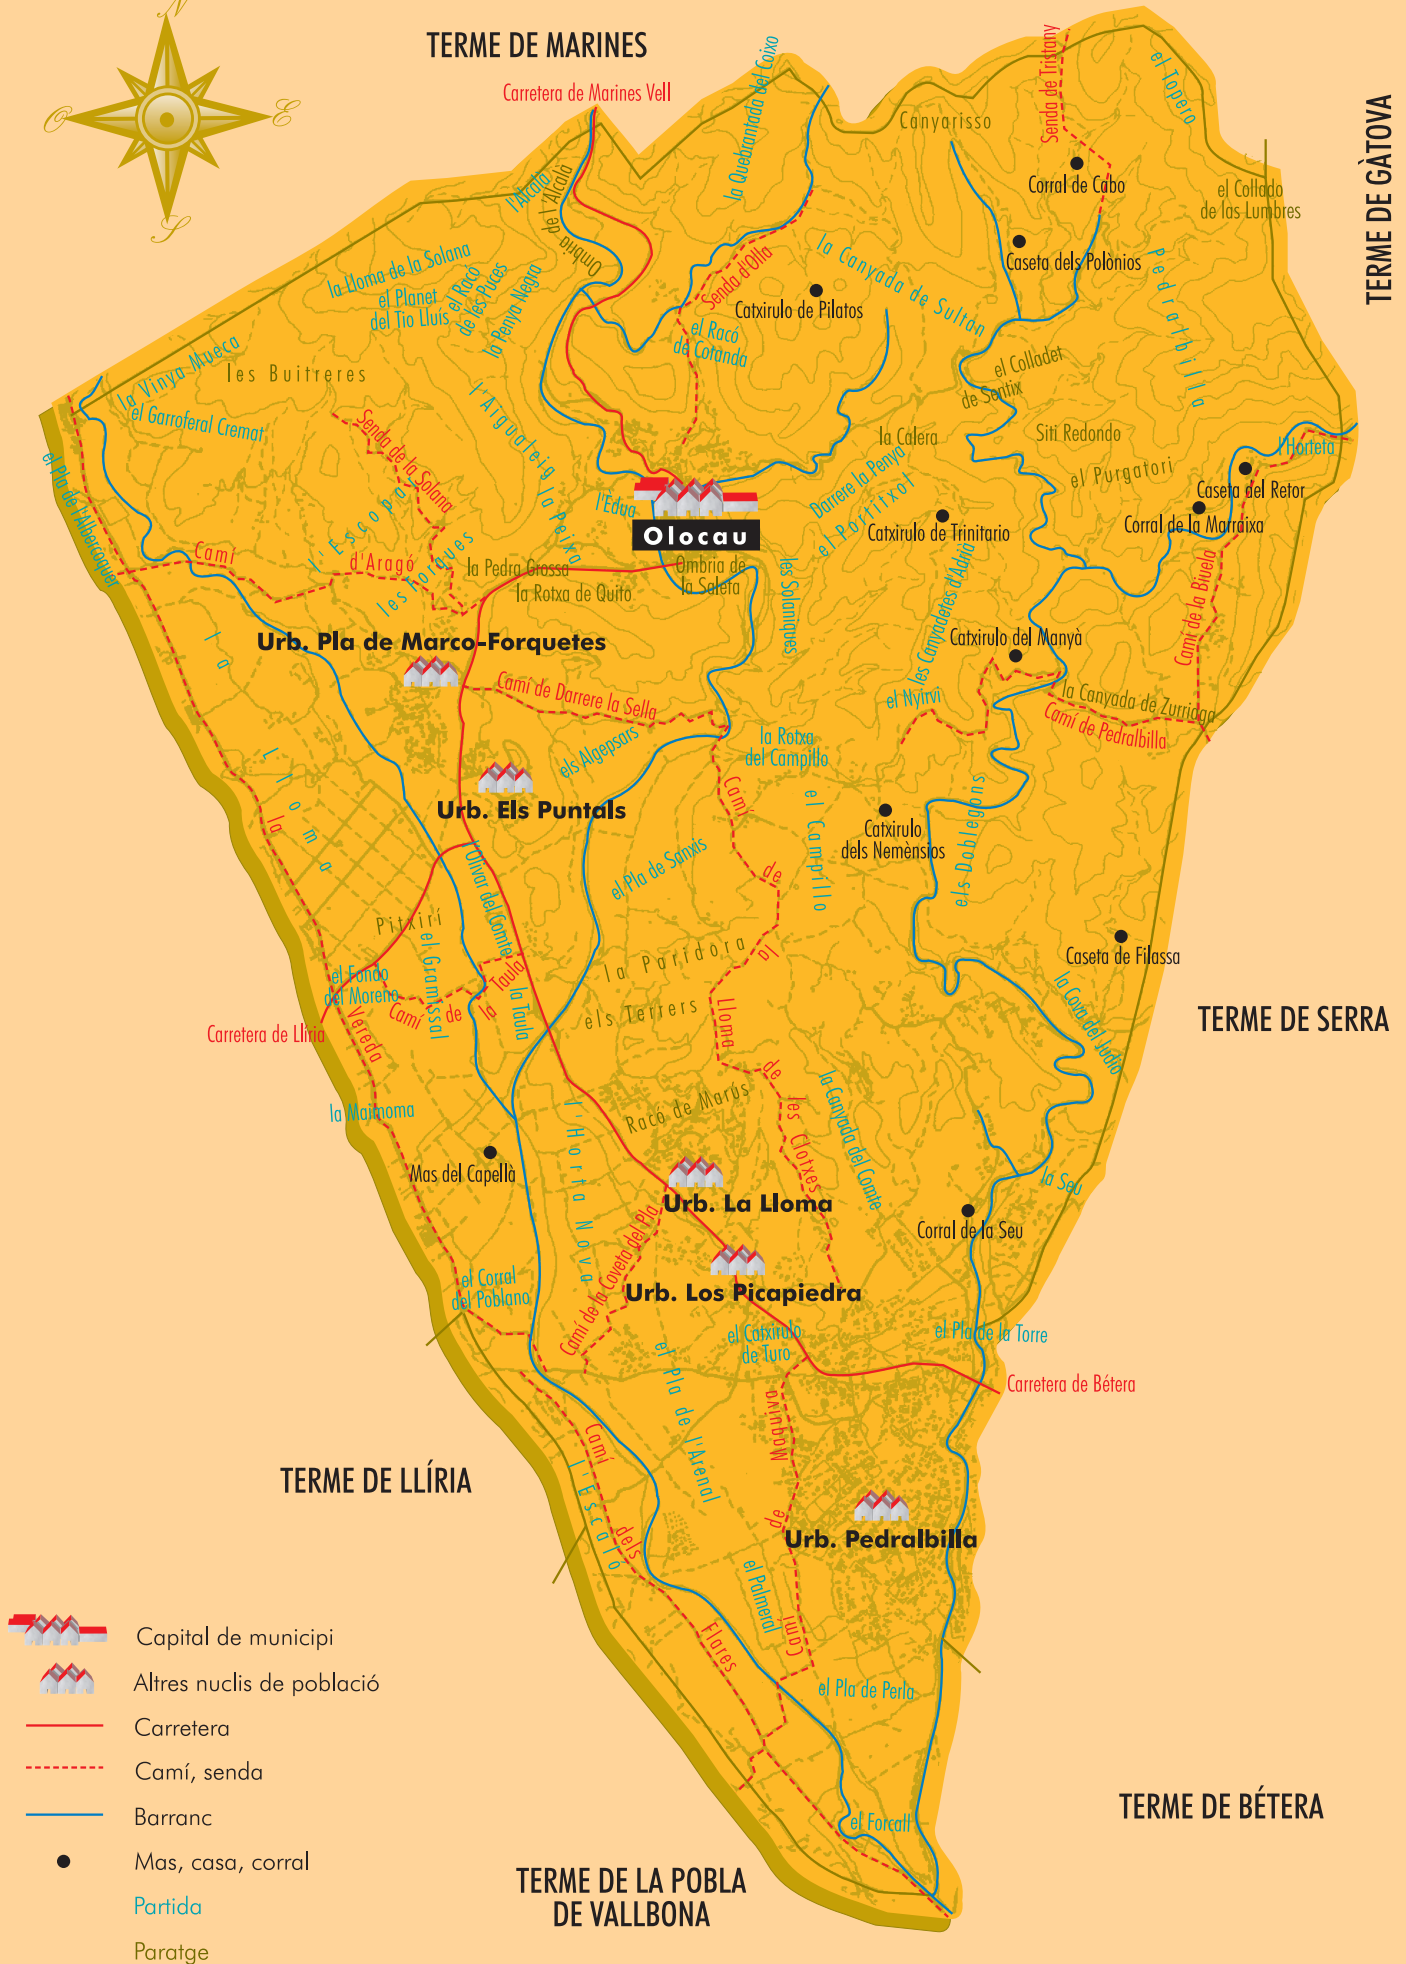 N
O
E
S
TERME DE MARINES
TERME DE GÀTOVA
TERME DE SERRA
TERME DE BÉTERA
TERME DE LLÍRIA
TERME DE LA POBLA
DE VALLBONA
Carretera de Marines Vell
la Quebrantada del Coixo
Canyarisso
Senda de Tristany
el Topero
Corral de Cabo
el Collado
de las Lumbres
l'Alcalà
Ombria de l'Alcalà
Caseta dels Polònios
Pedralbilla
la Lloma de la Solana
el Planet
del Tio Lluís
el Racó
de les Puces
la Penya Negra
Senda d'Olla
la Canyada de Sultan
Catxirulo de Pilatos
el Racó
de Cotanda
el Colladet
de Sentix
la Vinya Mueca
les Buitreres
el Garroferal Cremat
l'Aigualeig
la Peixa
Senda de la Solana
la Calera
Siti Redondo
l'Horteta
el Purgatori
Caseta del Retor
Corral de la Marraixa
el Pla de l'Albercoquer
l'Escopar
les Forques
l'Edua
Olocau
Darrere la Penya
el Portitxol
Catxirulo de Trinitario
Camí d'Aragó
la Pedra Grossa
la Rotxa de Quito
Ombria de
la Saleta
les Solaniques
les Canyadetes d'Adrià
Camí de la Biuela
Urb. Pla de Marco-Forquetes
Catxirulo del Manyà
la Lloma
Camí de Darrere la Sella
el Nyirvi
la Canyada de Zurriaga
Camí de Pedralbilla
els Algepsars
la Rotxa
del Campillo
Urb. Els Puntals
el Campillo
Catxirulo
dels Nemènsios
els Doblegons
el Pla de Sanxis
l'Olivar del Comte
Pitxirí
el Gramissal
la Paridora
els Terrers
Caseta de Filassa
el Fondo
del Moreno
Camí de la Taula
la Taula
Carretera de Llíria
la Vereda
Camí de la Lloma de les Clotxes
la Cova del Judio
la Maimoma
Racó de Marús
la Canyada del Comte
Mas del Capellà
l'Horta Nova
Urb. La Lloma
la Seu
Corral de la Seu
Camí de la Coveta del Pla
el Corral
del Poblano
Urb. Los Picapiedra
el Catxirulo
de Turo
el Pla de la Torre
Carretera de Bétera
el Pla de l'Arenal
Camí de Maquiva
l'Escaló
Camí dels Flares
Urb. Pedralbilla
el Palmeral
el Pla de Perla
el Forcall
Capital de municipi
Altres nuclis de població
Carretera
Camí, senda
Barranc
Mas, casa, corral
Partida
Paratge